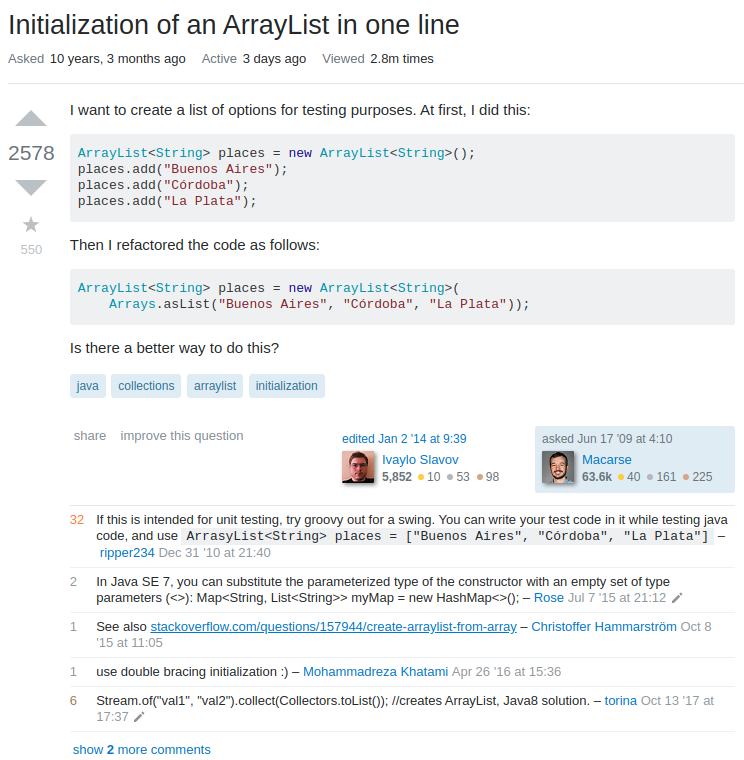 Initialization of an ArrayList in one line
Asked 10 years, 3 months ago Active 3 days ago Viewed 2.8m times
I want to create a list of options for testing purposes. At first, I did this:
2578
ArrayList<String> places = new ArrayList<String>();
places.add("Buenos Aires");
places.add("Córdoba");
places.add("La Plata");
550
Then I refactored the code as follows:
ArrayList<String> places = new ArrayList<String>(
    Arrays.asList("Buenos Aires", "Córdoba", "La Plata"));
Is there a better way to do this?
java collections arraylist initialization
share improve this question
edited Jan 2 '14 at 9:39
Ivaylo Slavov
5,852 10 53 98
asked Jun 17 '09 at 4:10
Macarse
63.6k 40 161 225
32 If this is intended for unit testing, try groovy out for a swing. You can write your test code in it while testing java
code, and use ArrasyList<String> places = ["Buenos Aires", "Córdoba", "La Plata"] –
ripper234 Dec 31 '10 at 21:40
2 In Java SE 7, you can substitute the parameterized type of the constructor with an empty set of type
parameters (<>): Map<String, List<String>> myMap = new HashMap<>(); – Rose Jul 7 '15 at 21:12
1 See also stackoverflow.com/questions/157944/create-arraylist-from-array – Christoffer Hammarström Oct 8
'15 at 11:05
1 use double bracing initialization :) – Mohammadreza Khatami Apr 26 '16 at 15:36
6 Stream.of("val1", "val2").collect(Collectors.toList()); //creates ArrayList, Java8 solution. – torina Oct 13 '17 at
17:37
show 2 more comments